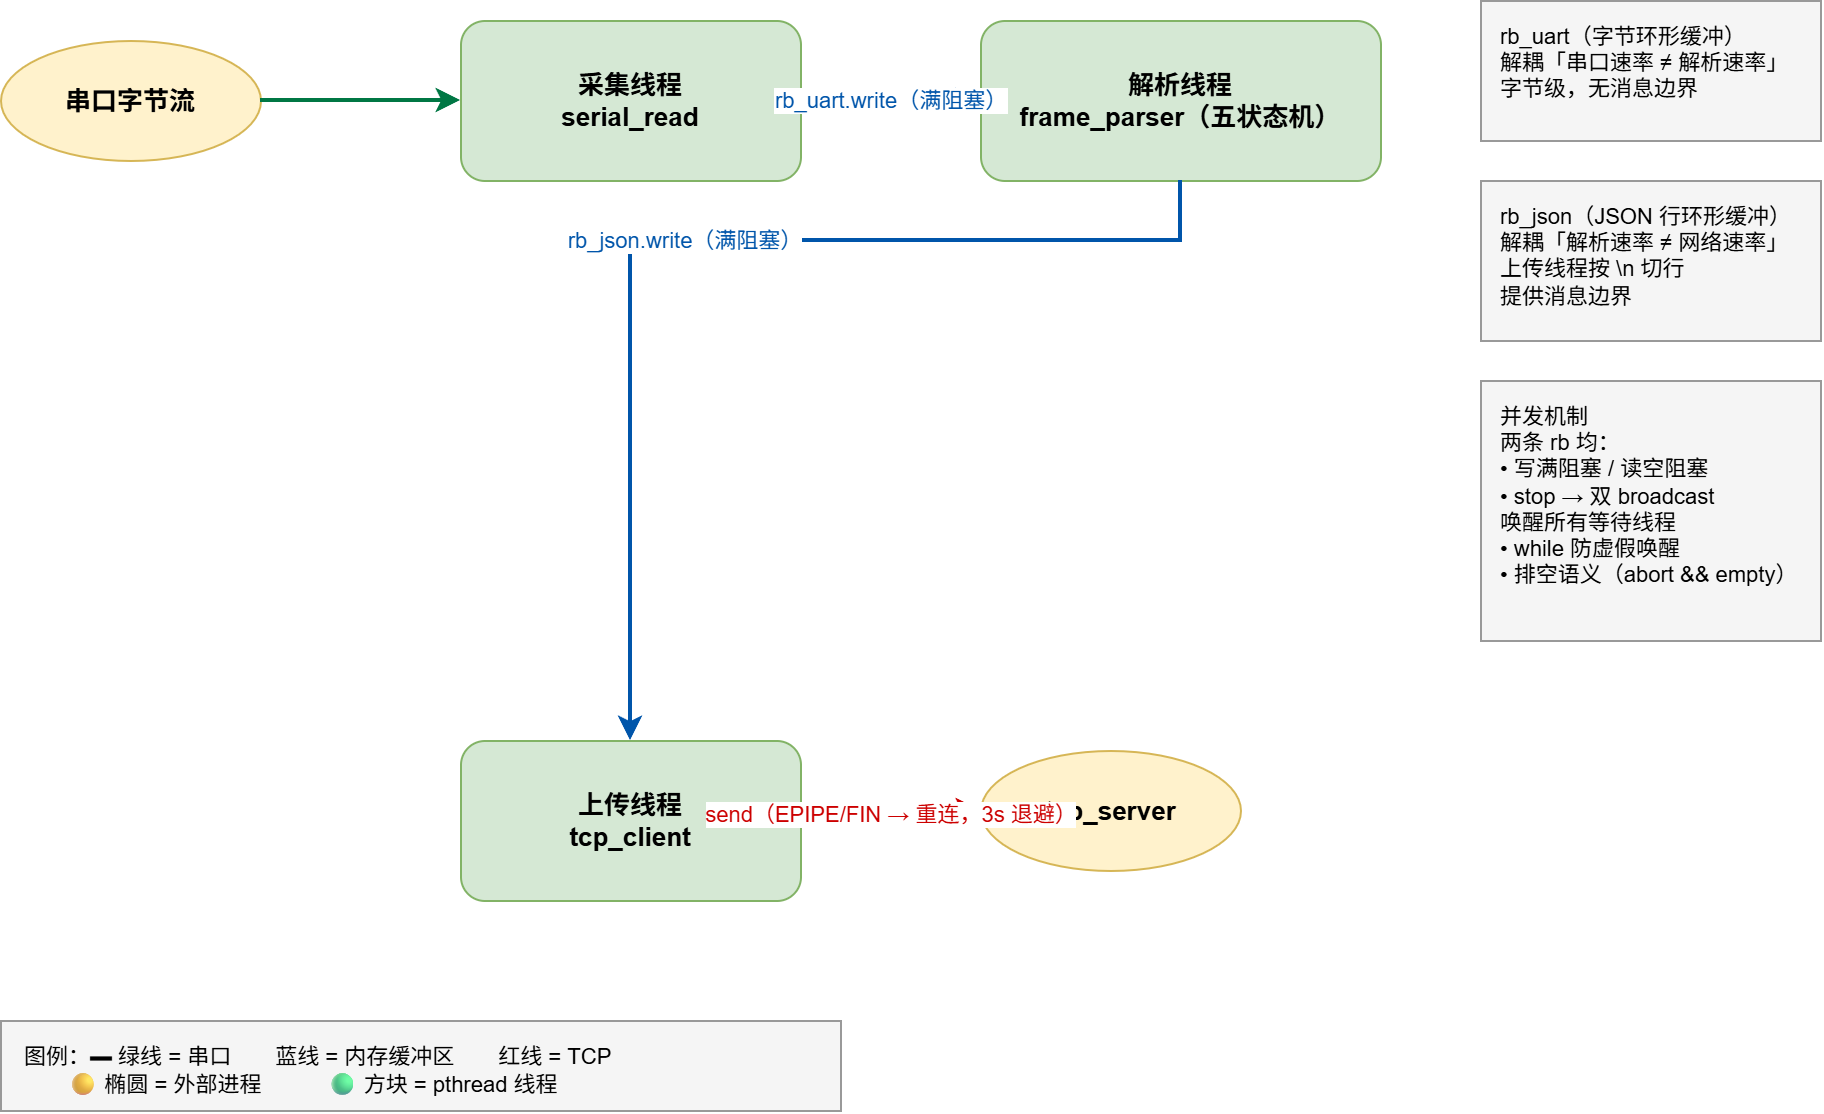 串口字节流
采集线程
serial_read
rb_uart.write（满阻塞）
解析线程
frame_parser（五状态机）
rb_json.write（满阻塞）
上传线程
tcp_client
send（EPIPE/FIN → 重连，3s 退避）
_server
rb_uart（字节环形缓冲）
解耦「串口速率 ≠ 解析速率」
字节级，无消息边界
rb_json（JSON 行环形缓冲）
解耦「解析速率 ≠ 网络速率」
上传线程按 \n 切行
提供消息边界
并发机制
两条 rb 均：
• 写满阻塞 / 读空阻塞
• stop → 双 broadcast
唤醒所有等待线程
• while 防虚假唤醒
• 排空语义（abort && empty）
图例：━ 绿线 = 串口 蓝线 = 内存缓冲区 红线 = TCP
椭圆 = 外部进程 方块 = pthread 线程